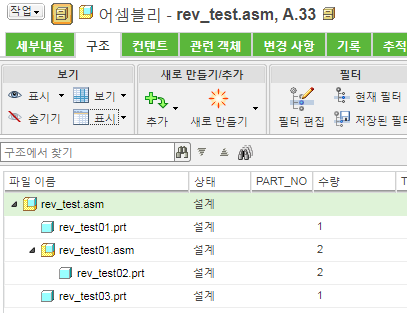 작업 어셈블리 - rev_test.asm, A.33
세부내용 구조 컨텐트 관련 객체 변경 사항 기록 추적
보기 새로 만들기/추가 필터
표시 보기 추가 새로 만들기 필터 편집 현재 필터
숨기기 표시 저장된 필터
구조에서 찾기
파일 이름 상태 PART_NO 수량 T
rev_test.asm 설계
rev_test01.prt 설계 1
rev_test01.asm 설계 2
rev_test02.prt 설계 2
rev_test03.prt 설계 1